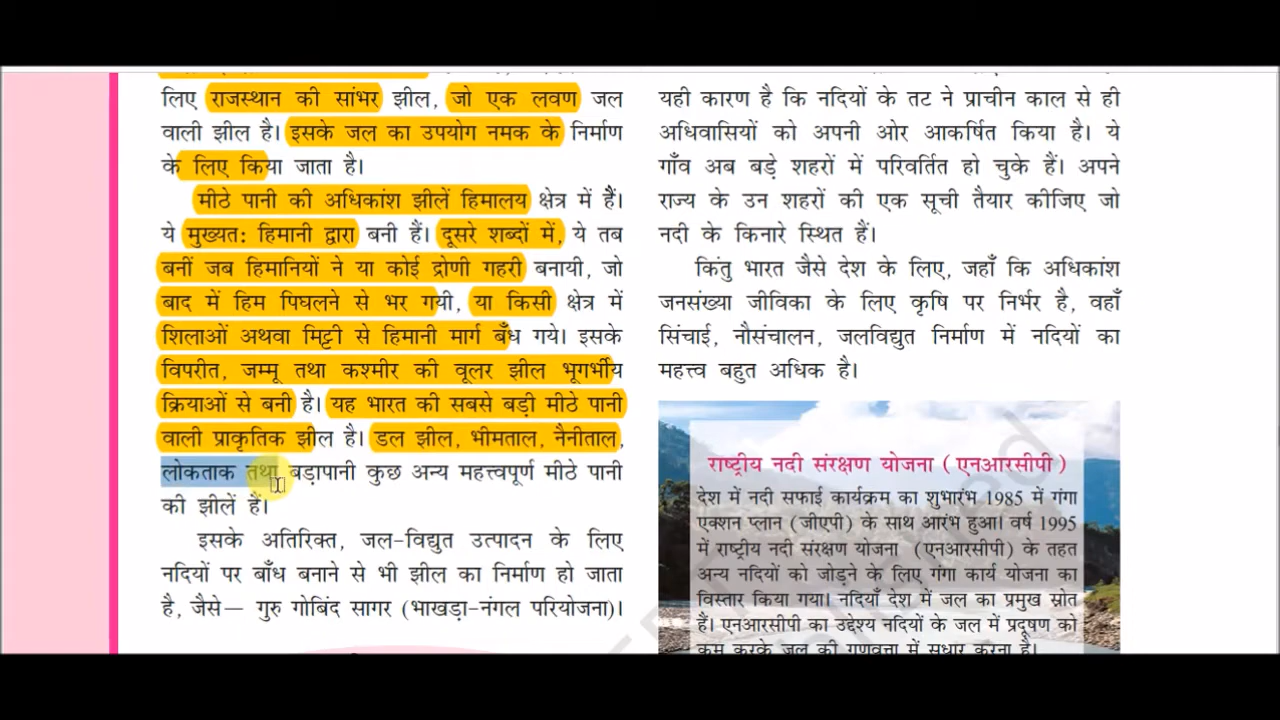 लिए राजस्थान की सांभर झील, जो एक लवण जल
वाली झील है। इसके जल का उपयोग नमक के निर्माण
के लिए किया जाता है।
मीठे पानी की अधिकांश झीलें हिमालय क्षेत्र में हैं।
ये मुख्यतः हिमानी द्वारा बनी हैं। दूसरे शब्दों में, ये तब
बनीं जब हिमानियों ने या कोई द्रोणी गहरी बनायी, जो
बाद में हिम पिघलने से भर गयी, या किसी क्षेत्र में
शिलाओं अथवा मिट्टी से हिमानी मार्ग बँध गये। इसके
विपरीत, जम्मू तथा कश्मीर की वूलर झील भूगर्भीय
क्रियाओं से बनी है। यह भारत की सबसे बड़ी मीठे पानी
वाली प्राकृतिक झील है। डल झील, भीमताल, नैनीताल,
लोकताक तथा बड़ापानी कुछ अन्य महत्त्वपूर्ण मीठे पानी
की झीलें हैं।
इसके अतिरिक्त, जल-विद्युत उत्पादन के लिए
नदियों पर बाँध बनाने से भी झील का निर्माण हो जाता
है, जैसे— गुरु गोबिंद सागर (भाखड़ा-नंगल परियोजना)।
यही कारण है कि नदियों के तट ने प्राचीन काल से ही
अधिवासियों को अपनी ओर आकर्षित किया है। ये
गाँव अब बड़े शहरों में परिवर्तित हो चुके हैं। अपने
राज्य के उन शहरों की एक सूची तैयार कीजिए जो
नदी के किनारे स्थित हैं।
किंतु भारत जैसे देश के लिए, जहाँ कि अधिकांश
जनसंख्या जीविका के लिए कृषि पर निर्भर है, वहाँ
सिंचाई, नौसंचालन, जलविद्युत निर्माण में नदियों का
महत्त्व बहुत अधिक है।
राष्ट्रीय नदी संरक्षण योजना (एनआरसीपी)
देश में नदी सफाई कार्यक्रम का शुभारंभ 1985 में गंगा
एक्शन प्लान (जीएपी) के साथ आरंभ हुआ। वर्ष 1995
में राष्ट्रीय नदी संरक्षण योजना (एनआरसीपी) के तहत
अन्य नदियों को जोड़ने के लिए गंगा कार्य योजना का
विस्तार किया गया। नदियाँ देश में जल का प्रमुख स्रोत
हैं। एनआरसीपी का उद्देश्य नदियों के जल में प्रदूषण को
कम करके जल की गुणवत्ता में सुधार करना है।